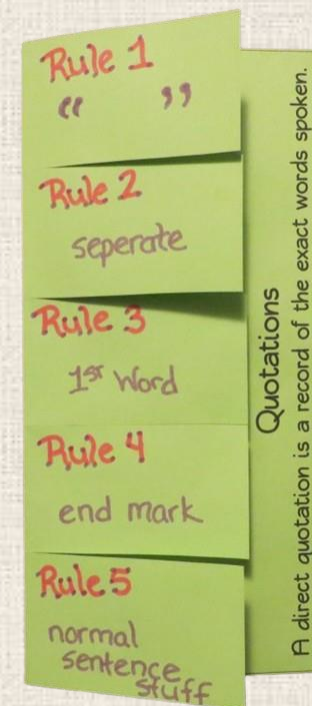 Rule 1
“ ”
Rule 2
seperate
Rule 3
1st Word
Rule 4
end mark
Rule 5
normal
sentence
stuff
Quotations
A direct quotation is a record of the exact words spoken.